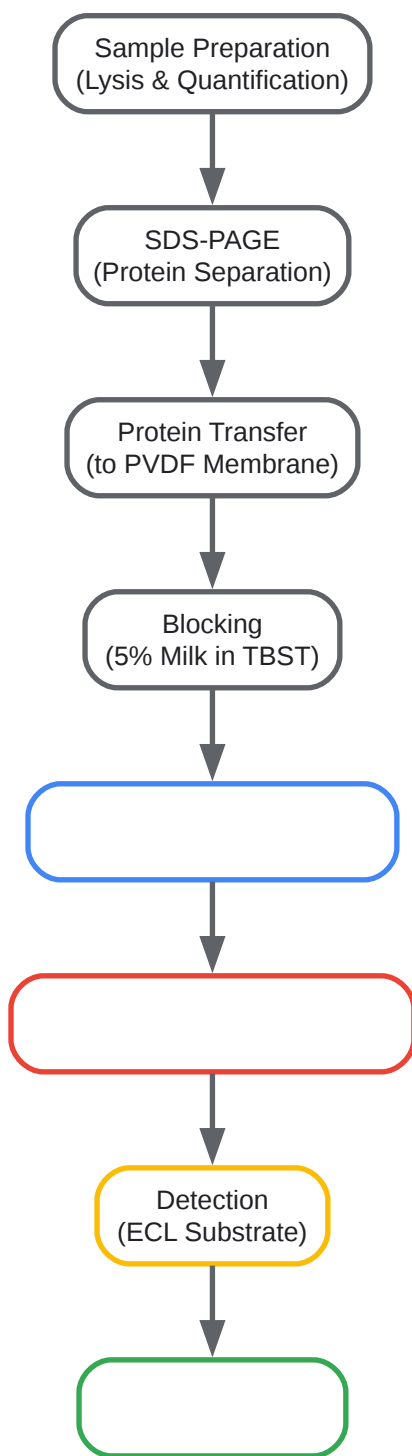 Sample Preparation
(Lysis & Quantification)
SDS-PAGE
(Protein Separation)
Protein Transfer
(to PVDF Membrane)
Blocking
(5% Milk in TBST)
Detection
(ECL Substrate)